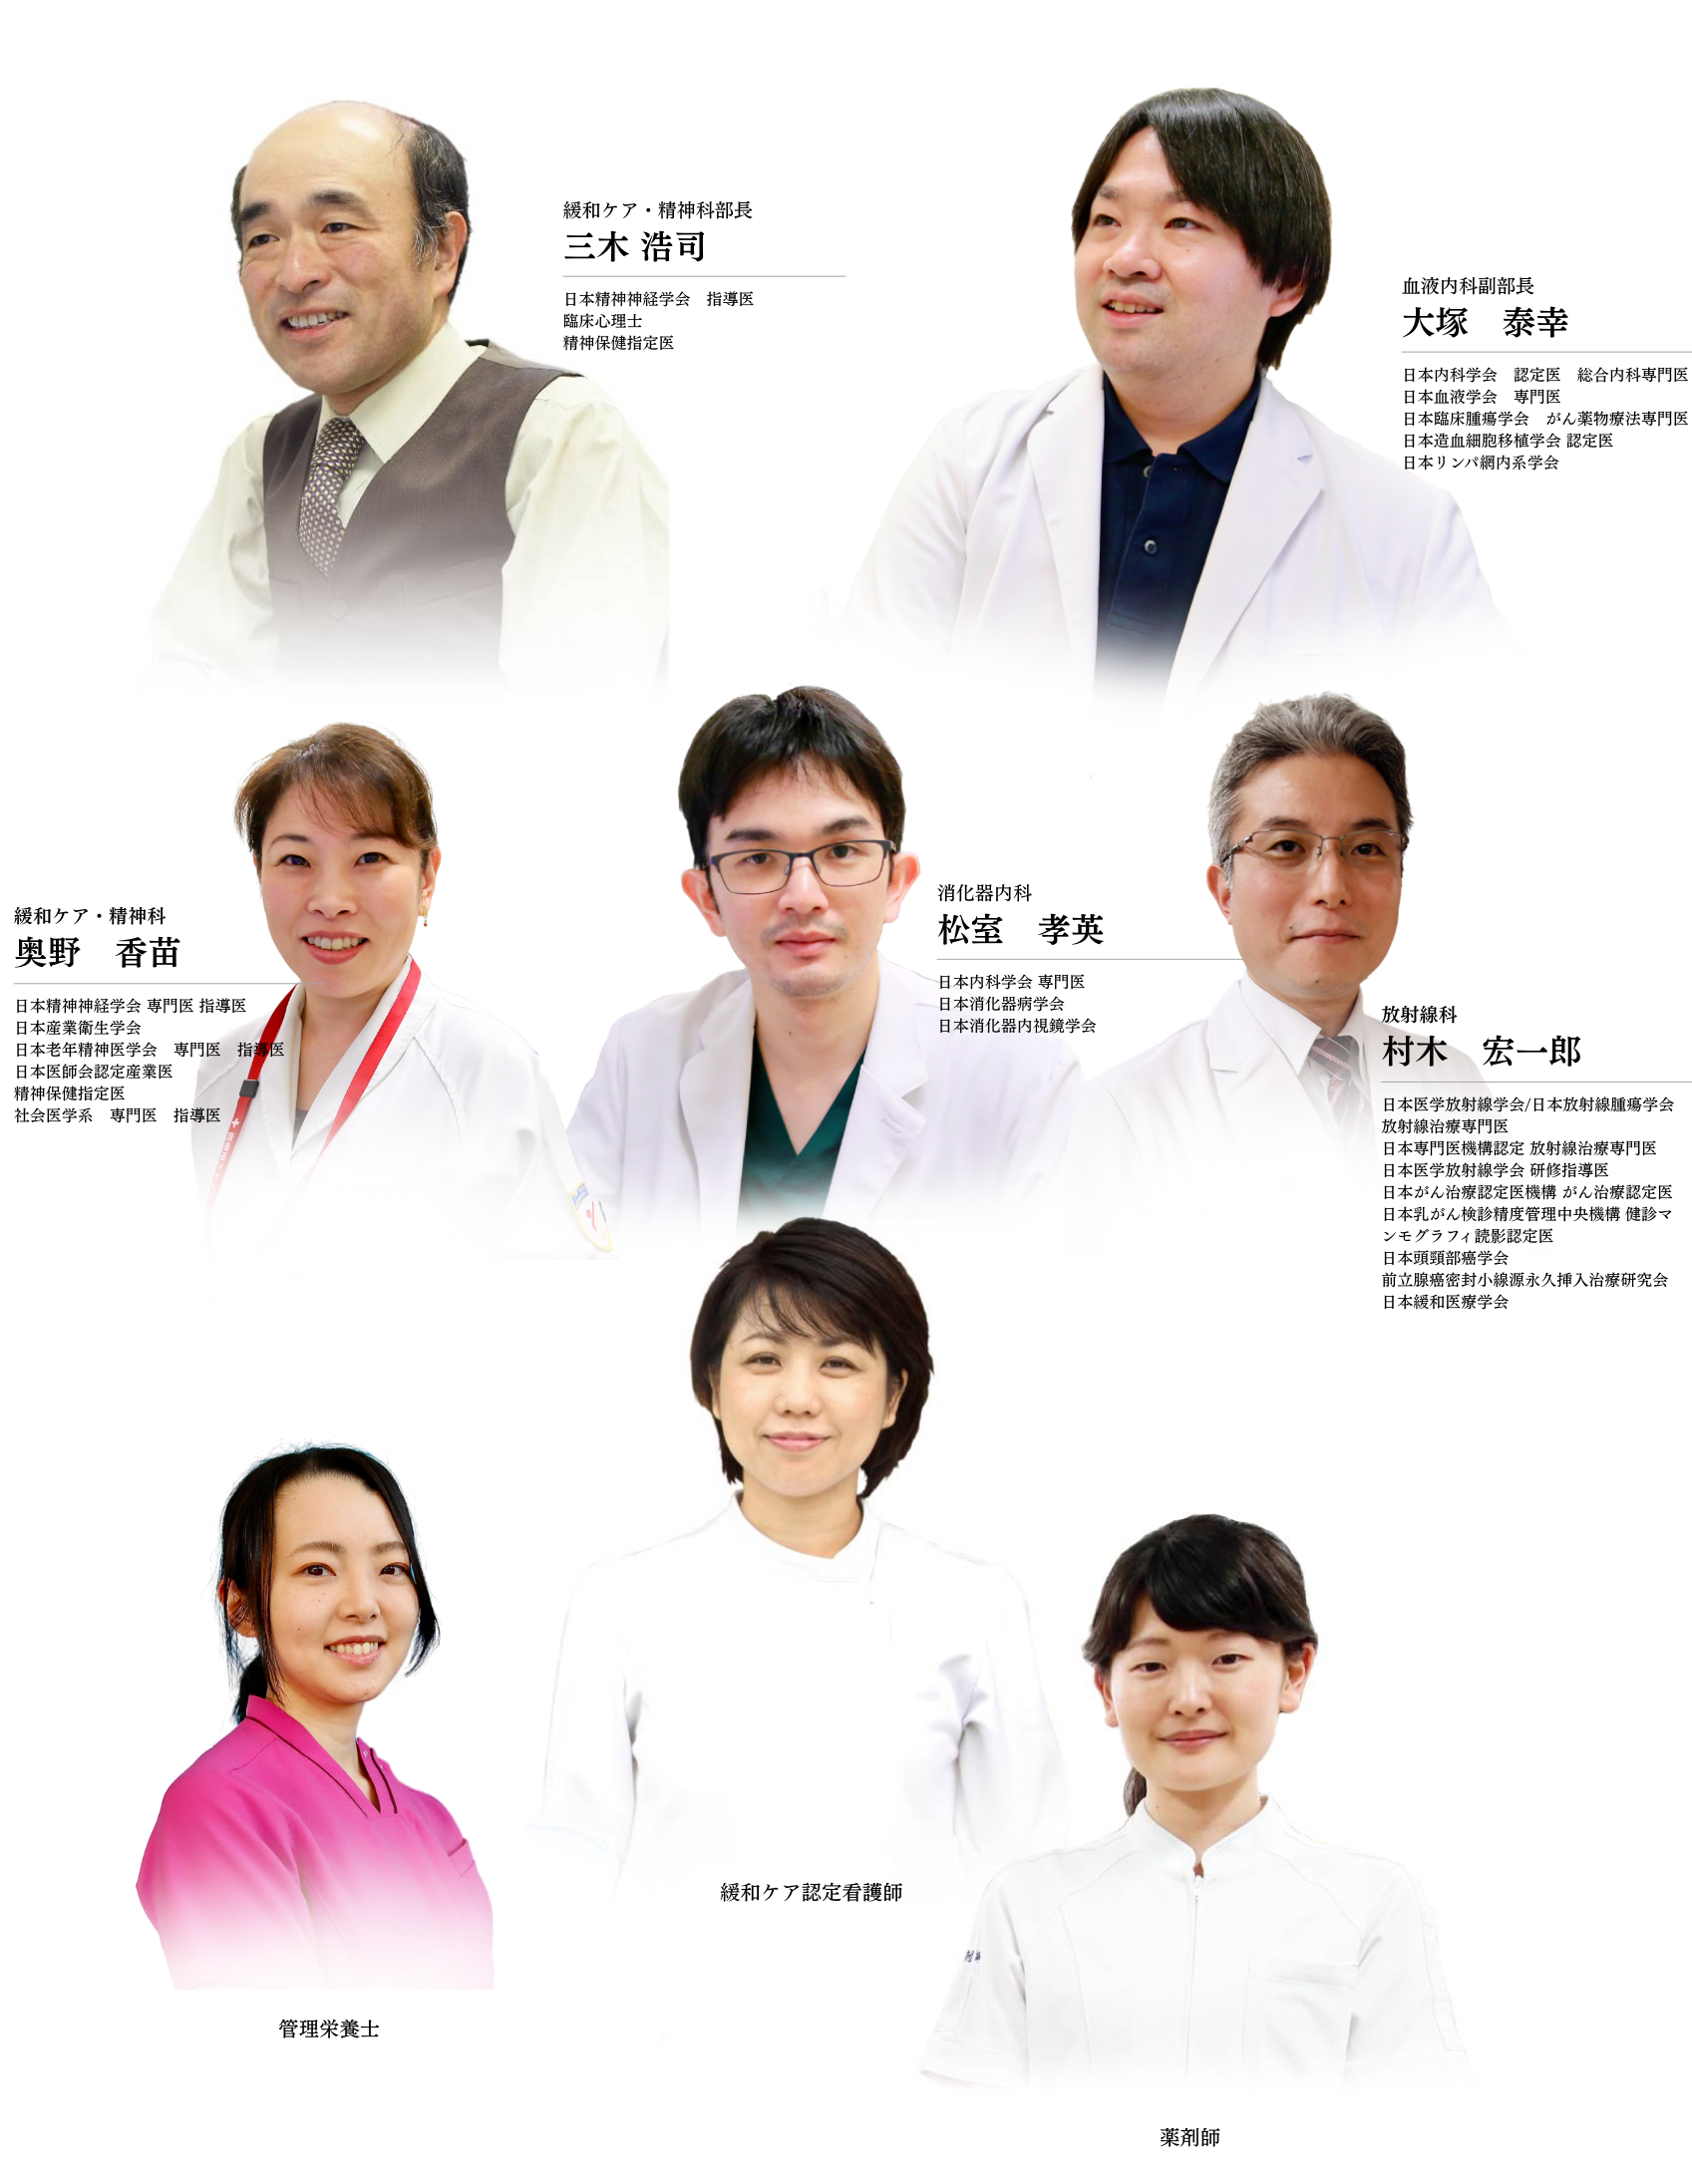 緩和ケア・精神科部長
三木 浩司
日本精神神経学会　指導医
臨床心理士
精神保健指定医
血液内科副部長
大塚　泰幸
日本内科学会　認定医　総合内科専門医
日本血液学会　専門医
日本臨床腫瘍学会　がん薬物療法専門医
日本造血細胞移植学会 認定医
日本リンパ網内系学会
緩和ケア・精神科
奥野　香苗
日本精神神経学会 専門医 指導医
日本産業衛生学会
日本老年精神医学会　専門医　指導医
日本医師会認定産業医
精神保健指定医
社会医学系　専門医　指導医
消化器内科
松室　孝英
日本内科学会 専門医
日本消化器病学会
日本消化器内視鏡学会
放射線科
村木　宏一郎
日本医学放射線学会/日本放射線腫瘍学会
放射線治療専門医
日本専門医機構認定 放射線治療専門医
日本医学放射線学会 研修指導医
日本がん治療認定医機構 がん治療認定医
日本乳がん検診精度管理中央機構 健診マ
ンモグラフィ読影認定医
日本頭頸部癌学会
前立腺癌密封小線源永久挿入治療研究会
日本緩和医療学会
緩和ケア認定看護師
管理栄養士
薬剤師